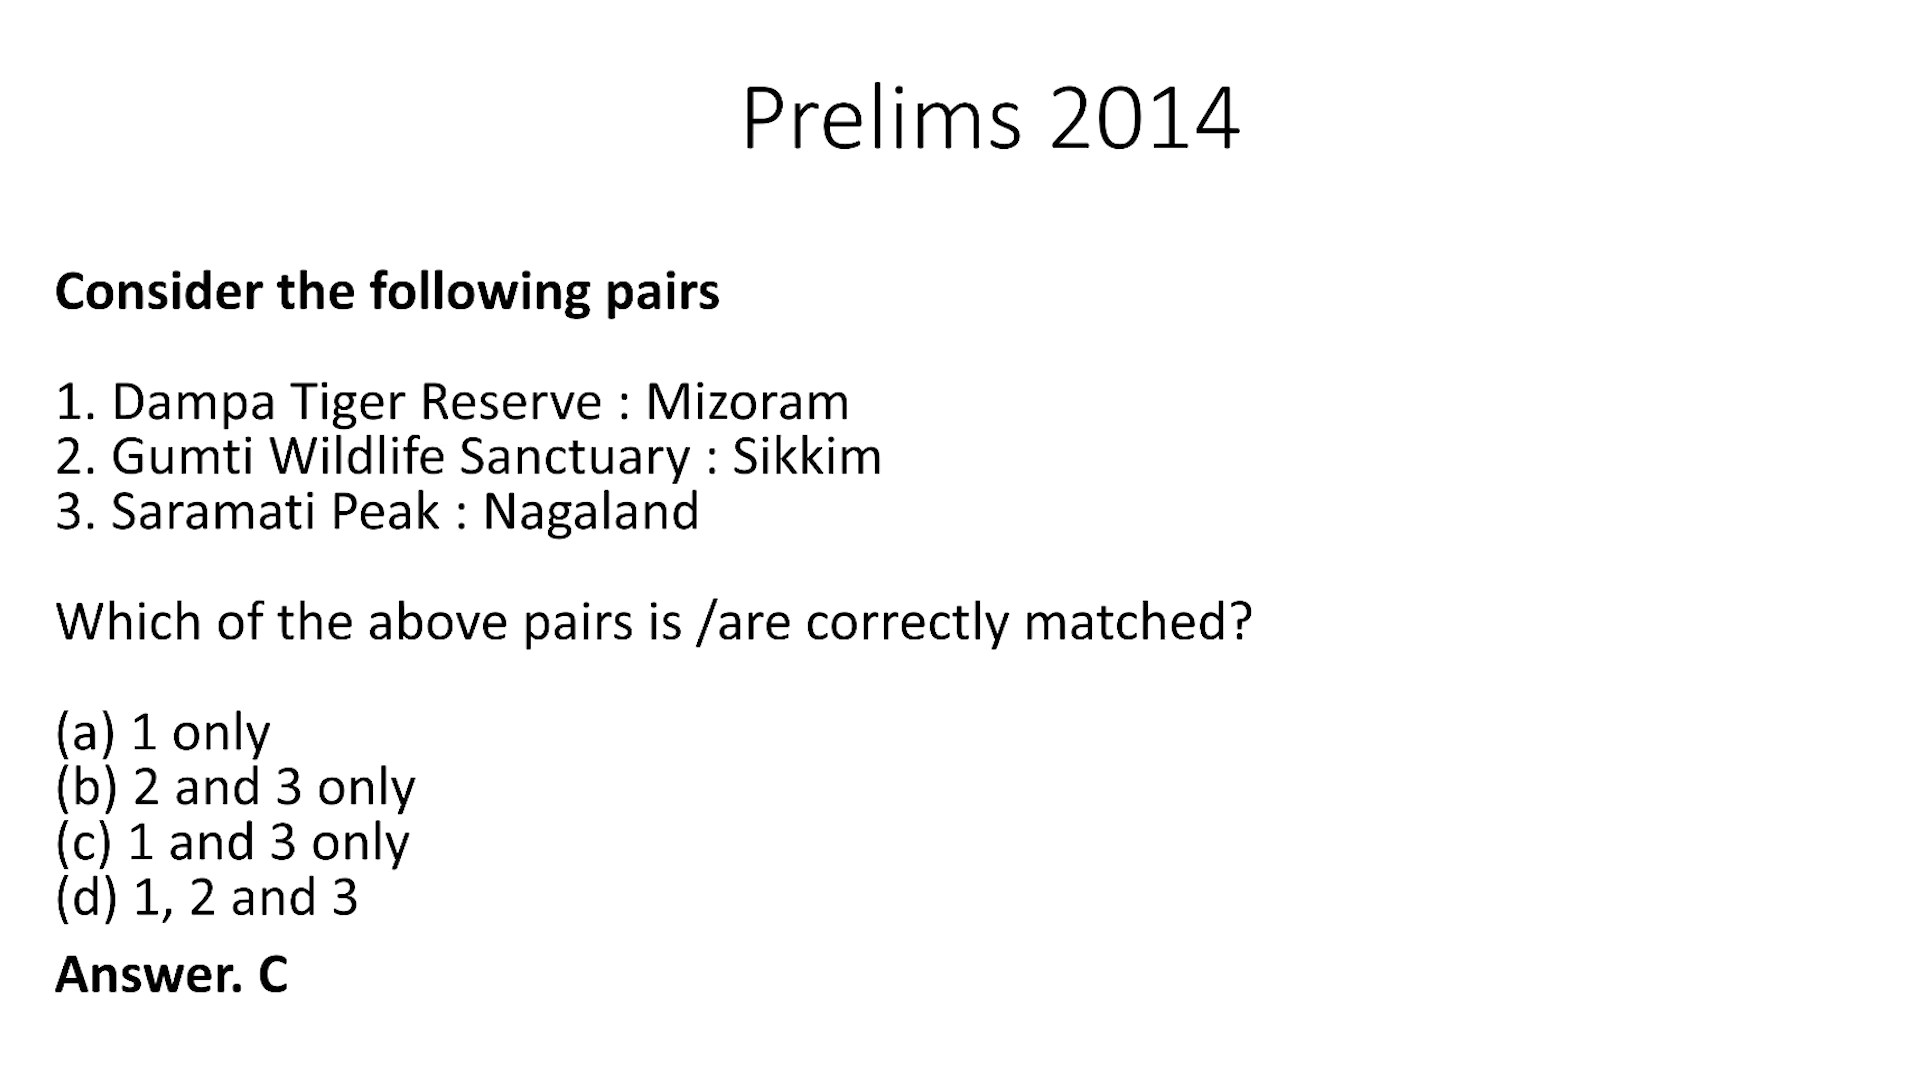 Prelims 2014
Consider the following pairs
1. Dampa Tiger Reserve : Mizoram
2. Gumti Wildlife Sanctuary : Sikkim
3. Saramati Peak : Nagaland
Which of the above pairs is /are correctly matched?
(a) 1 only
(b) 2 and 3 only
(c) 1 and 3 only
(d) 1, 2 and 3
Answer. C